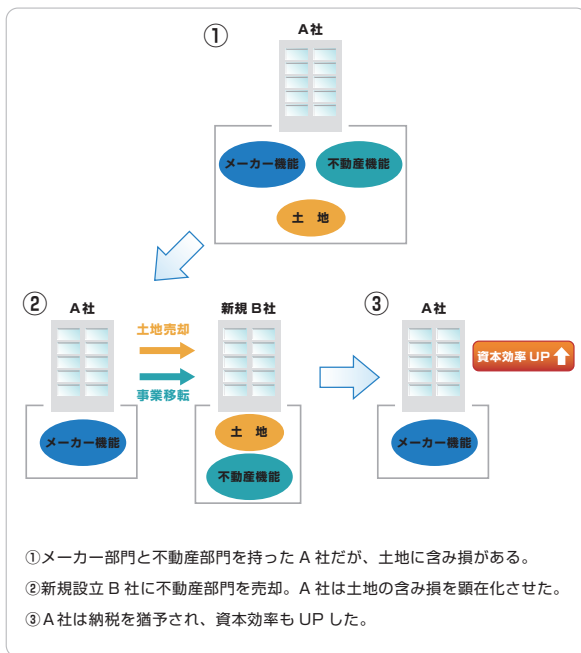 ①
A社
メーカー機能
不動産機能
土 地
②
A社
土地売却
事業移転
メーカー機能
新規 B社
土 地
不動産機能
③
A社
メーカー機能
資本効率 UP
①メーカー部門と不動産部門を持った A 社だが、土地に含み損がある。
②新規設立 B 社に不動産部門を売却。A 社は土地の含み損を顕在化させた。
③A社は納税を猶予され、資本効率も UP した。